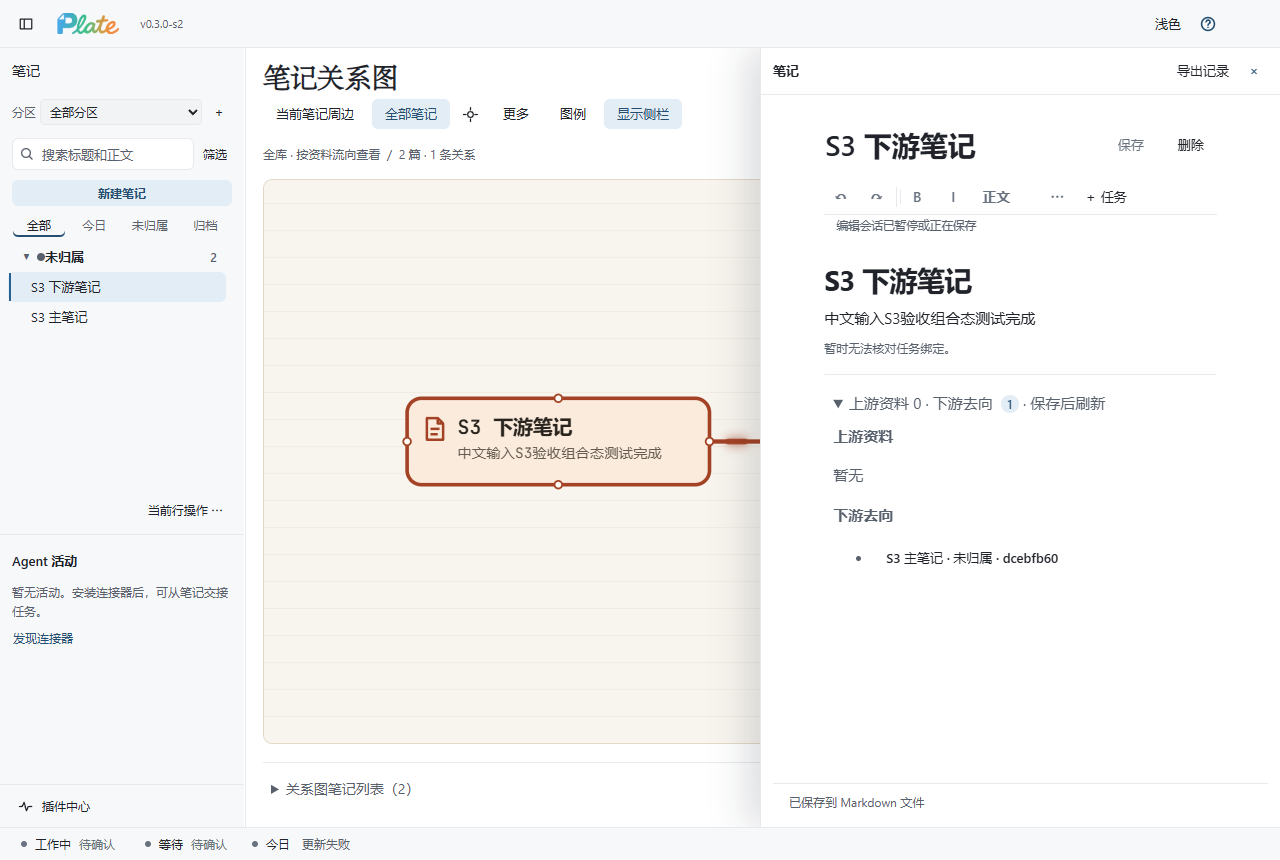 Plate v0.3.0-s2 浅色
笔记
分区 全部分区 +
搜索标题和正文 筛选
新建笔记
全部 今日 未归属 归档
▼ 未归属 2
S3 下游笔记
S3 主笔记
当前行操作 ···
Agent 活动
暂无活动。安装连接器后，可从笔记交接
任务。
发现连接器
插件中心
笔记关系图
当前笔记周边 全部笔记 更多 图例 显示侧栏
全库 · 按资料流向查看 / 2 篇 · 1 条关系
S3 下游笔记
中文输入S3验收组合态测试完成
▶ 关系图笔记列表（2）
笔记 导出记录 ×
S3 下游笔记 保存 删除
B I 正文 ··· + 任务
编辑会话已暂停或正在保存
S3 下游笔记
中文输入S3验收组合态测试完成
暂时无法核对任务绑定。
▼ 上游资料 0 · 下游去向 1 · 保存后刷新
上游资料
暂无
下游去向
• S3 主笔记 · 未归属 · dcebfb60
已保存到 Markdown 文件
工作中 待确认 等待 待确认 今日 更新失败